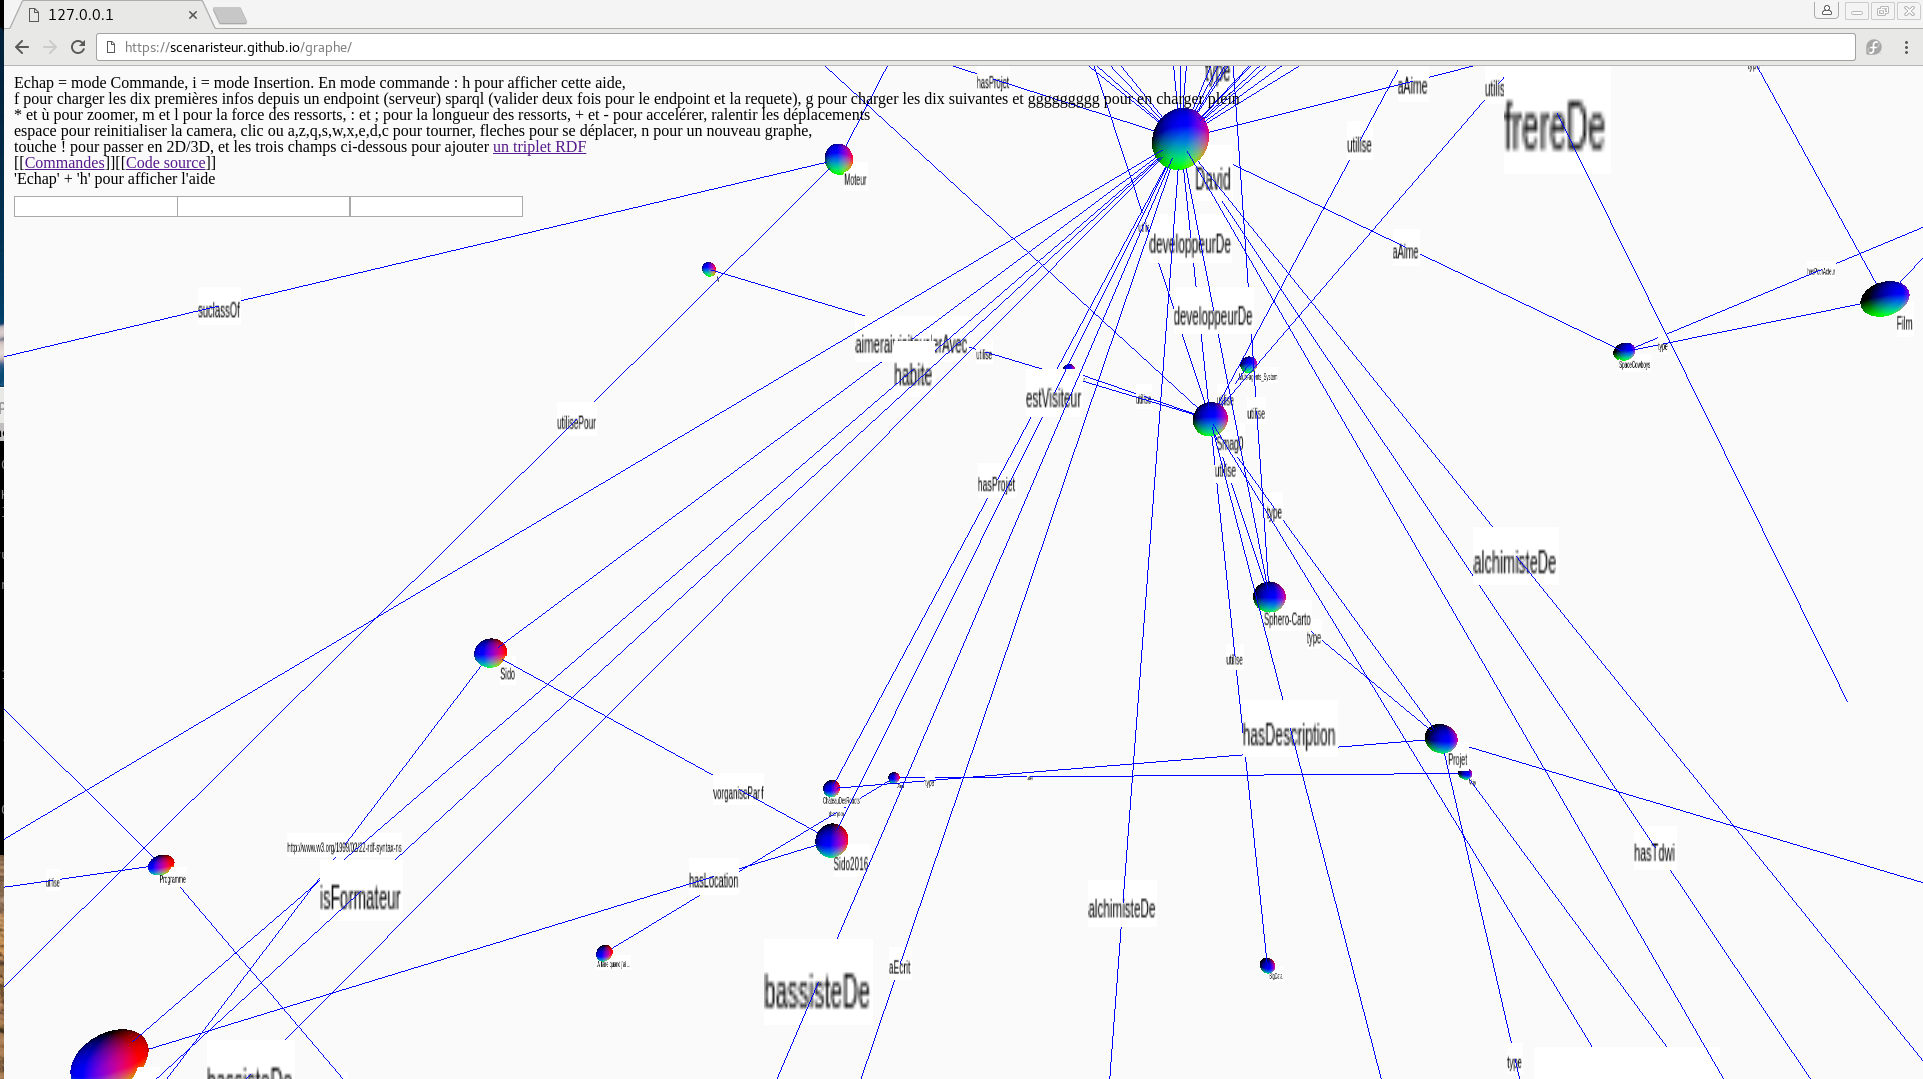 127.0.0.1
https://scenaristeur.github.io/graphe/
Echap = mode Commande, i = mode Insertion. En mode commande : h pour afficher cette aide,
f pour charger les dix premières infos depuis un endpoint (serveur) sparql (valider deux fois pour le endpoint et la requete), g pour charger les dix suivantes et ggggggggg pour en charger plein
* et ù pour zoomer, m et l pour la force des ressorts, : et ; pour la longueur des ressorts, + et - pour accelérer, ralentir les déplacements
espace pour reinitialiser la camera, clic ou a,z,q,s,w,x,e,d,c pour tourner, fleches pour se déplacer, n pour un nouveau graphe,
touche ! pour passer en 2D/3D, et les trois champs ci-dessous pour ajouter un triplet RDF
[[Commandes]][[Code source]]
'Echap' + 'h' pour afficher l'aide
type
hasProjet
aAime
utilis
frereDe
utilise
Moteur
David
developpeurDe
aAime
suclassOf
developpeurDe
Film
utilise
type
SpaceCowboys
habite
estVisiteur
utilise
utilise
utilisePour
Smag0
utilise
hasProjet
type
alchimisteDe
Sphero-Carto
type
utilise
Sido
hasDescription
Projet
type
vorganiseParf
http://www.w3.org/1999/02/22-rdf-syntax-ns
hasTdwi
Sido2016
hasLocation
Programme
utilise
isFormateur
alchimisteDe
aEcrit
bassisteDe
type
bassisteDe